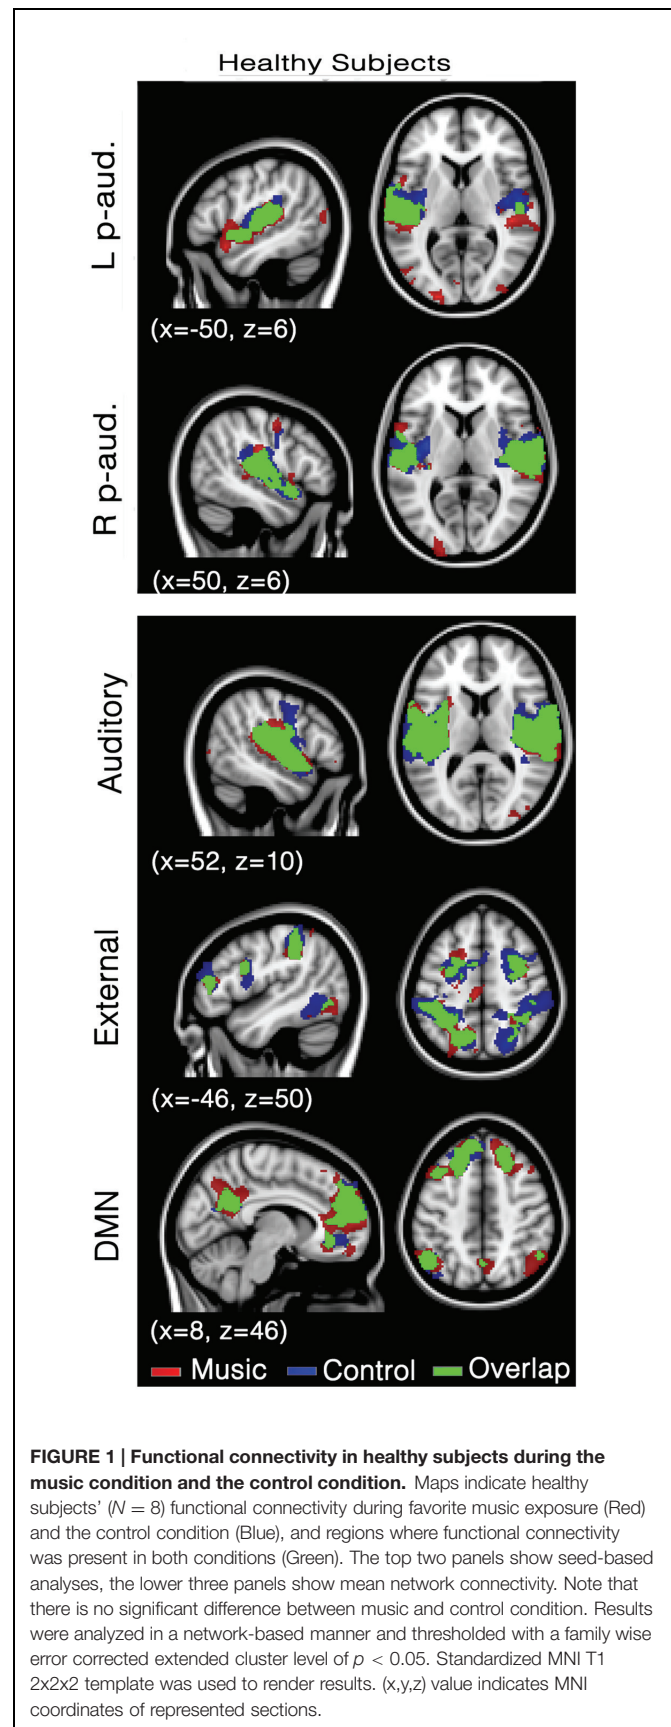 Healthy Subjects
L p-aud.
(x=-50, z=6)
R p-aud.
(x=50, z=6)
Auditory
(x=52, z=10)
External
(x=-46, z=50)
DMN
(x=8, z=46)
Music Control Overlap
FIGURE 1 | Functional connectivity in healthy subjects during the
music condition and the control condition. Maps indicate healthy
subjects’ (N = 8) functional connectivity during favorite music exposure (Red)
and the control condition (Blue), and regions where functional connectivity
was present in both conditions (Green). The top two panels show seed-based
analyses, the lower three panels show mean network connectivity. Note that
there is no significant difference between music and control condition. Results
were analyzed in a network-based manner and thresholded with a family wise
error corrected extended cluster level of p < 0.05. Standardized MNI T1
2x2x2 template was used to render results. (x,y,z) value indicates MNI
coordinates of represented sections.